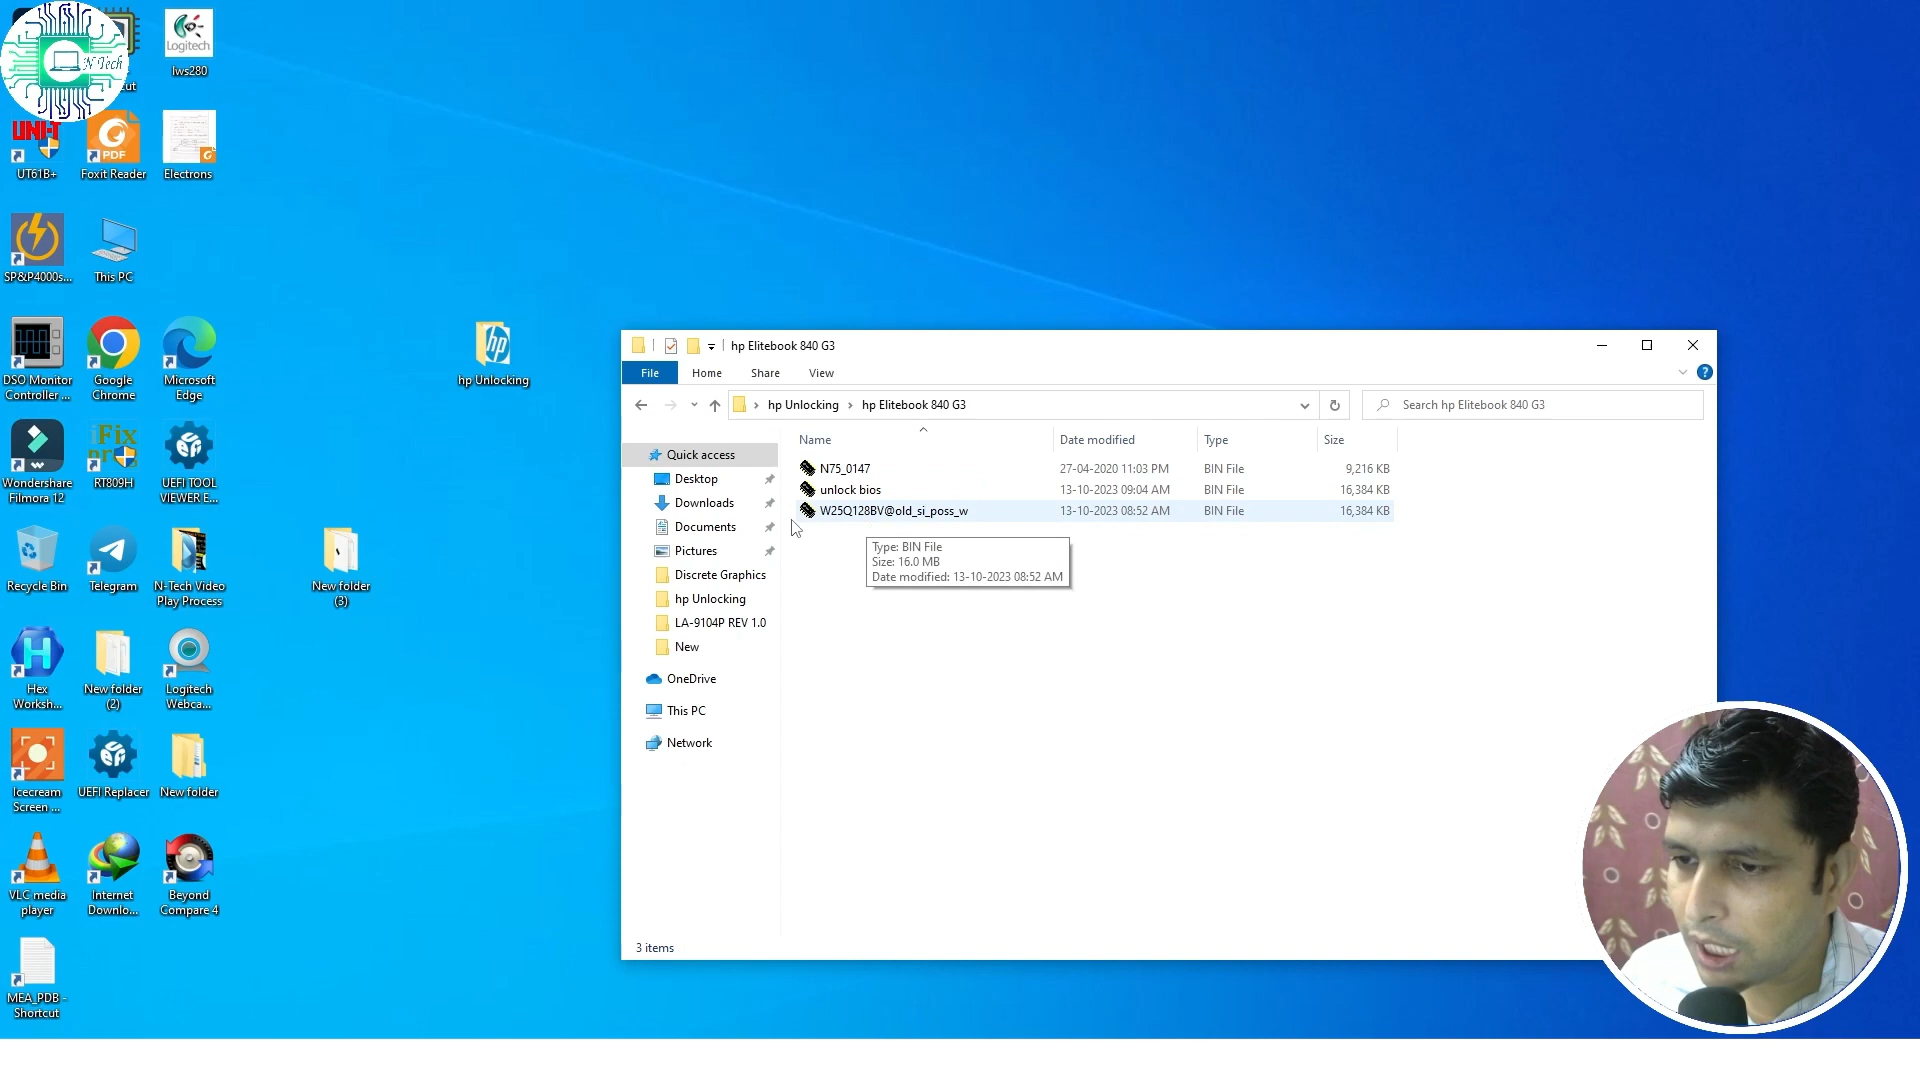 N Tech
cut
Logitech
lws280
UNI-T
UT61B+
PDF
Foxit Reader
Electrons
SP&P4000s...
This PC
DSO Monitor
Controller ...
Google
Chrome
Microsoft
Edge
hp
hp Unlocking
Wondershare
Filmora 12
iFix
RT809H
UEFI TOOL
VIEWER E...
Recycle Bin
Telegram
N-Tech Video
Play Process
New folder
(3)
Hex
Worksh...
New folder
(2)
Logitech
Webca...
Icecream
Screen ...
UEFI Replacer
New folder
VLC media
player
Internet
Downlo...
Beyond
Compare 4
MEA_PDB -
Shortcut
hp Elitebook 840 G3
File Home Share View
hp Unlocking › hp Elitebook 840 G3
Search hp Elitebook 840 G3
Name Date modified Type Size
N75_0147 27-04-2020 11:03 PM BIN File 9,216 KB
unlock bios 13-10-2023 09:04 AM BIN File 16,384 KB
W25Q128BV@old_si_poss_w 13-10-2023 08:52 AM BIN File 16,384 KB
Type: BIN File
Size: 16.0 MB
Date modified: 13-10-2023 08:52 AM
Quick access
Desktop
Downloads
Documents
Pictures
Discrete Graphics
hp Unlocking
LA-9104P REV 1.0
New
OneDrive
This PC
Network
3 items